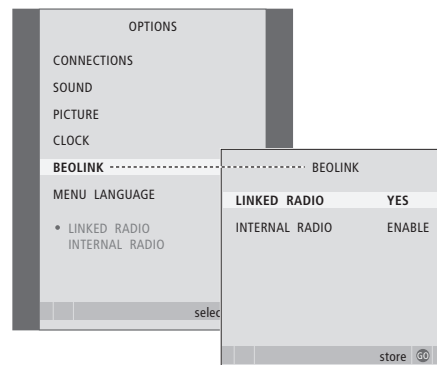 OPTIONS
CONNECTIONS
SOUND
PICTURE
CLOCK
BEOLINK
MENU LANGUAGE
• LINKED RADIO
INTERNAL RADIO
selec
BEOLINK
LINKED RADIO YES
INTERNAL RADIO ENABLE
store GO